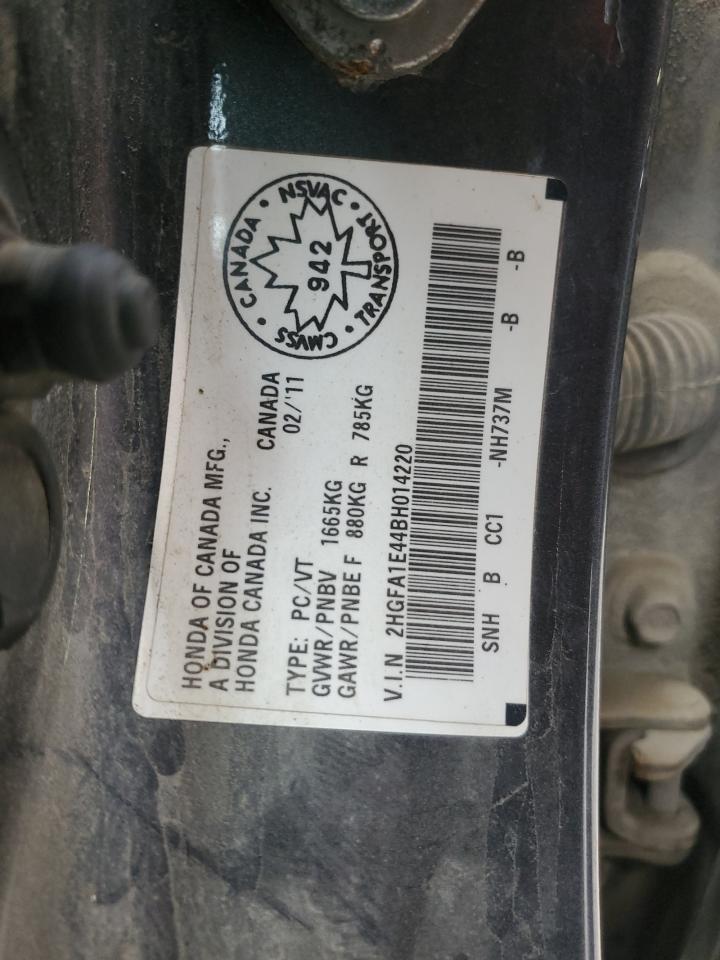 HONDA OF CANADA MFG.,
A DIVISION OF
HONDA CANADA INC.
CANADA
02/'11
CANADA • NSVAC • TRANSPORT • CMVSS •
942
TYPE: PC/VT
GVWR/PNBV 1665KG
GAWR/PNBE F 880KG R 785KG
V.I.N 2HGFA1E44BH014220
SNH B CC1 -NH737M -B -B